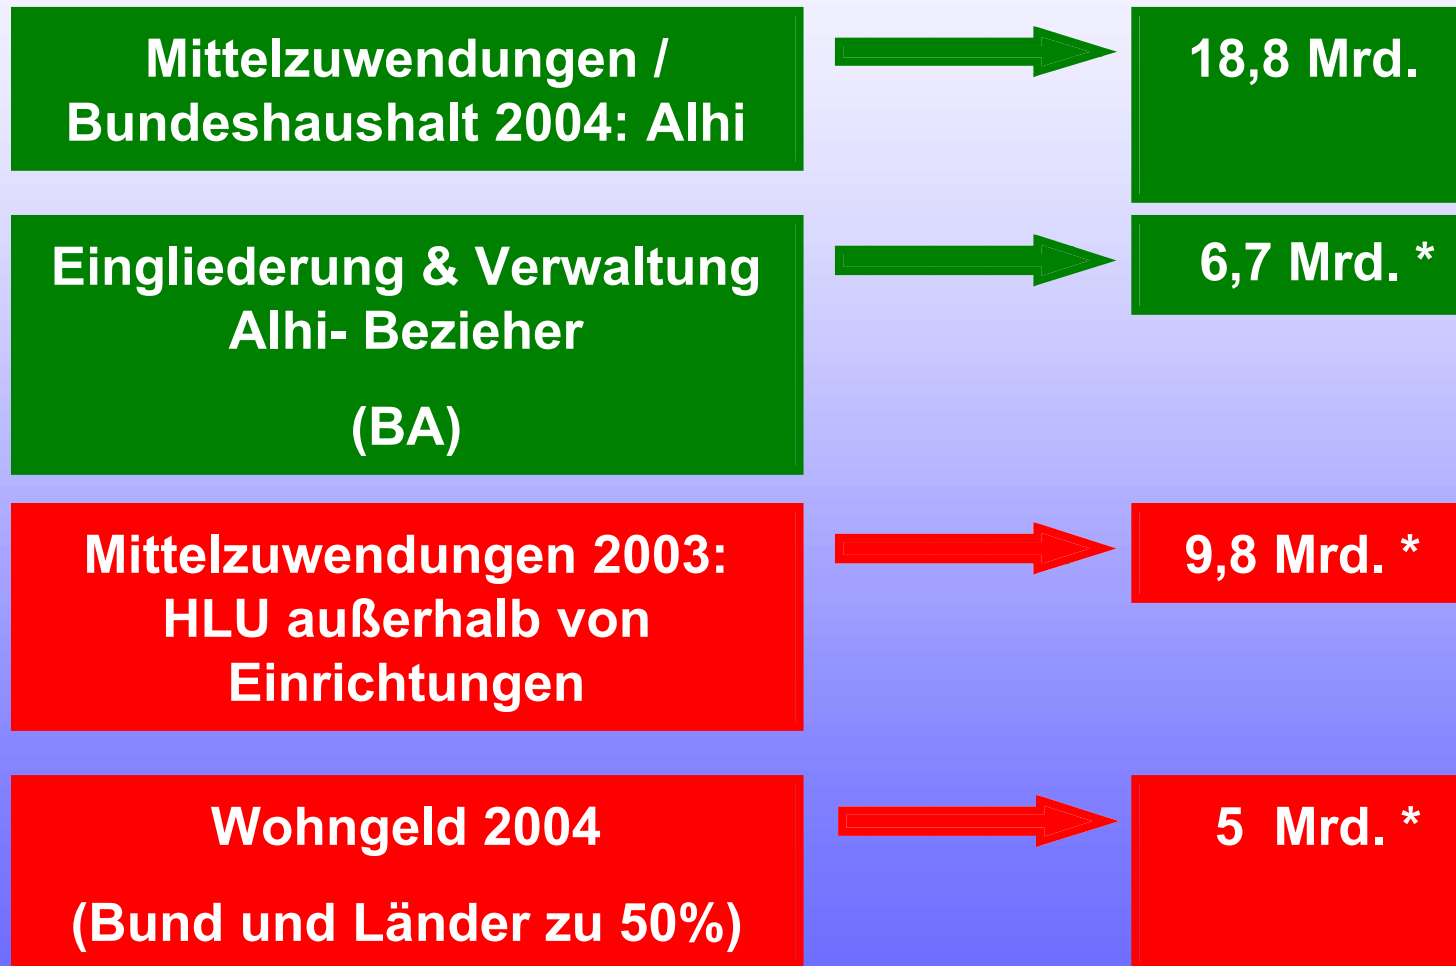 Mittelzuwendungen /
Bundeshaushalt 2004: Alhi
18,8 Mrd.
Eingliederung & Verwaltung
Alhi- Bezieher
(BA)
6,7 Mrd. *
Mittelzuwendungen 2003:
HLU außerhalb von
Einrichtungen
9,8 Mrd. *
Wohngeld 2004
(Bund und Länder zu 50%)
5 Mrd. *